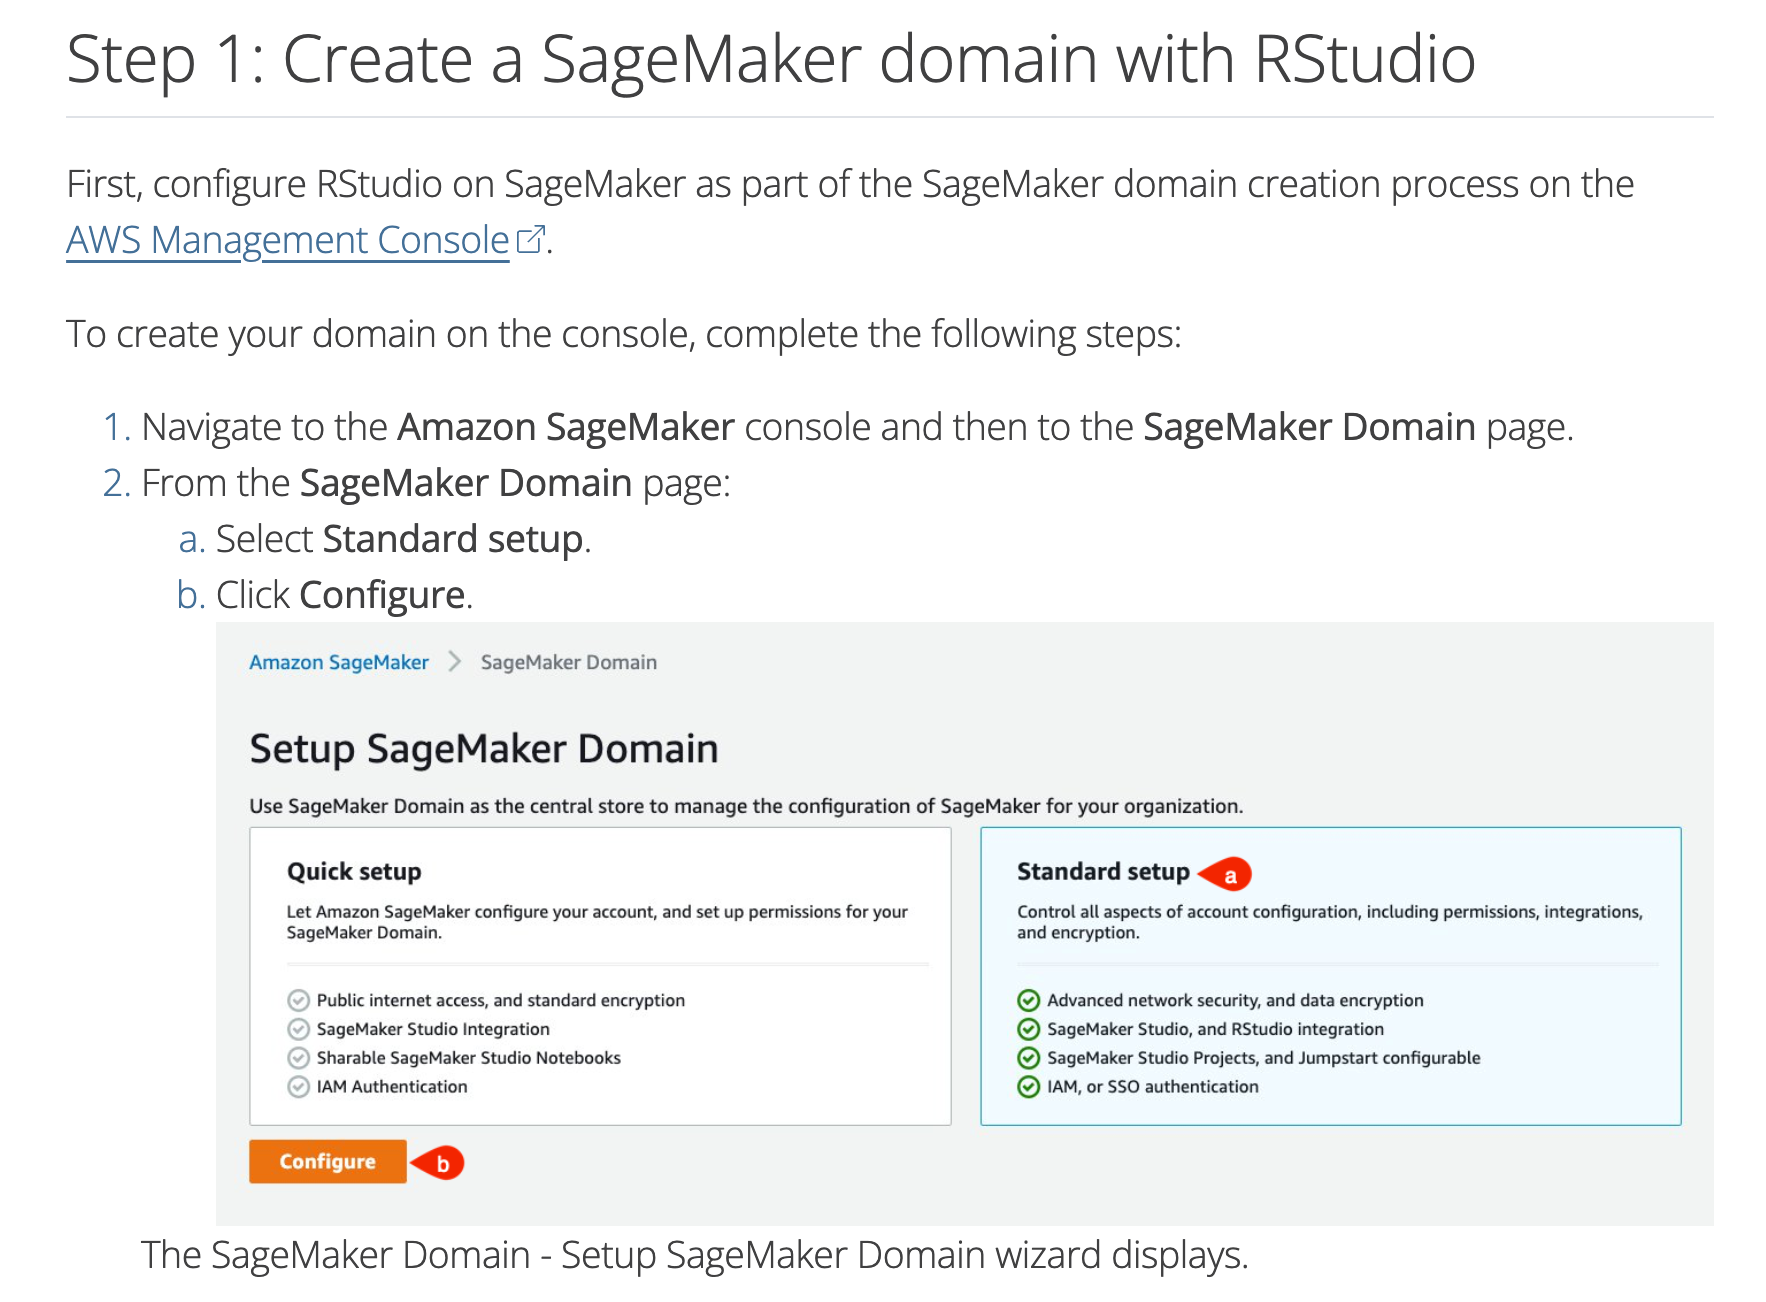 Step 1: Create a SageMaker domain with RStudio
First, configure RStudio on SageMaker as part of the SageMaker domain creation process on the
AWS Management Console.
To create your domain on the console, complete the following steps:
1. Navigate to the Amazon SageMaker console and then to the SageMaker Domain page.
2. From the SageMaker Domain page:
a. Select Standard setup.
b. Click Configure.
Amazon SageMaker > SageMaker Domain
Setup SageMaker Domain
Use SageMaker Domain as the central store to manage the configuration of SageMaker for your organization.
Quick setup
Let Amazon SageMaker configure your account, and set up permissions for your
SageMaker Domain.
Public internet access, and standard encryption
SageMaker Studio Integration
Sharable SageMaker Studio Notebooks
IAM Authentication
Standard setup a
Control all aspects of account configuration, including permissions, integrations,
and encryption.
Advanced network security, and data encryption
SageMaker Studio, and RStudio integration
SageMaker Studio Projects, and Jumpstart configurable
IAM, or SSO authentication
Configure b
The SageMaker Domain - Setup SageMaker Domain wizard displays.